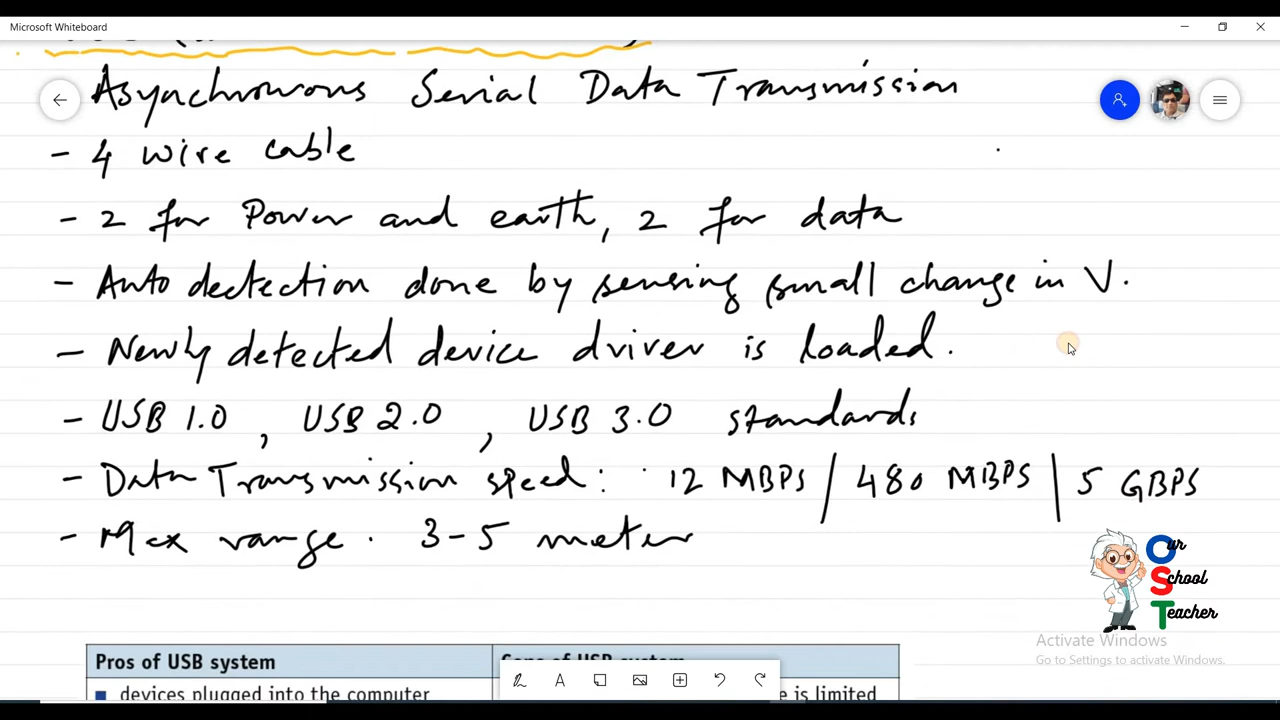 Microsoft Whiteboard
Asynchronous Serial Data Transmission
- 4 wire cable
- 2 for Power and earth, 2 for data
- Auto dectection done by sensing small change in V.
- Newly detected device driver is loaded.
- USB 1.0, USB 2.0, USB 3.0 standards
- Data Transmission speed: 12 MBPS / 480 MBPS | 5 GBPS
- Max range. 3-5 meter
Our
School
Teacher
Activate Windows
Go to Settings to activate Windows.
Pros of USB system
devices plugged into the computer
is limited